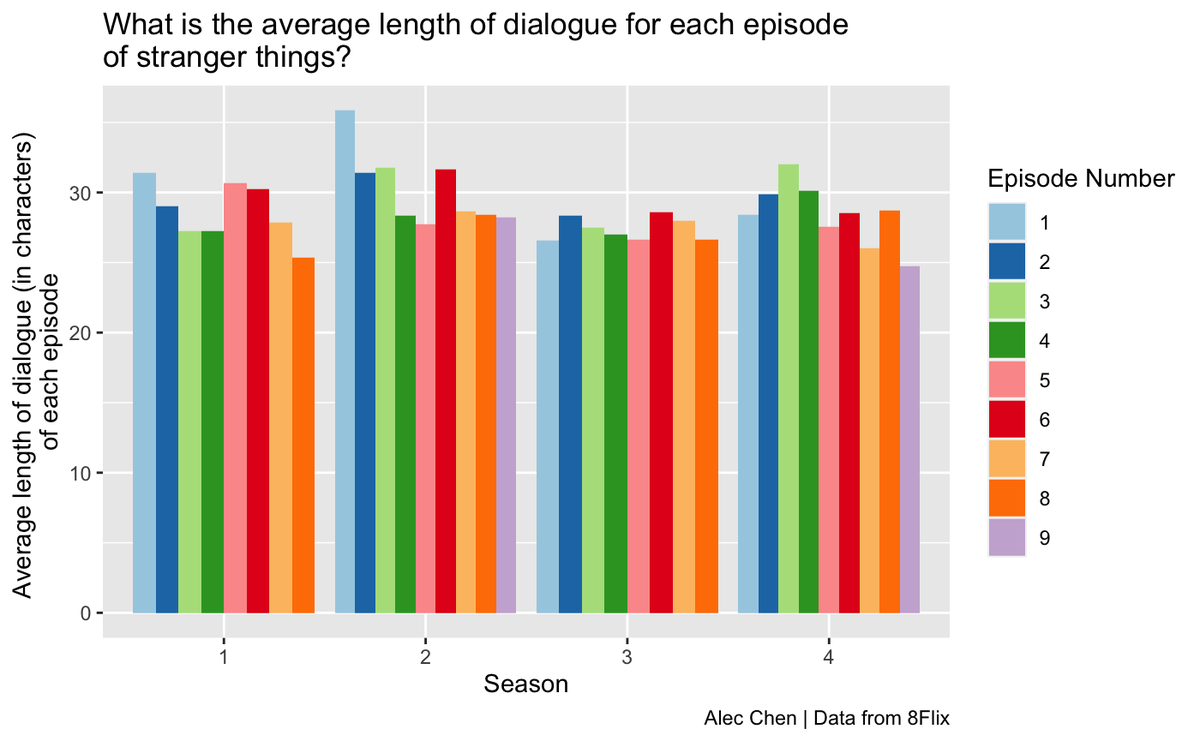 What is the average length of dialogue for each episode
of stranger things?
Average length of dialogue (in characters)
of each episode
30
20
10
0
1
2
3
4
Season
Episode Number
1
2
3
4
5
6
7
8
9
Alec Chen | Data from 8Flix